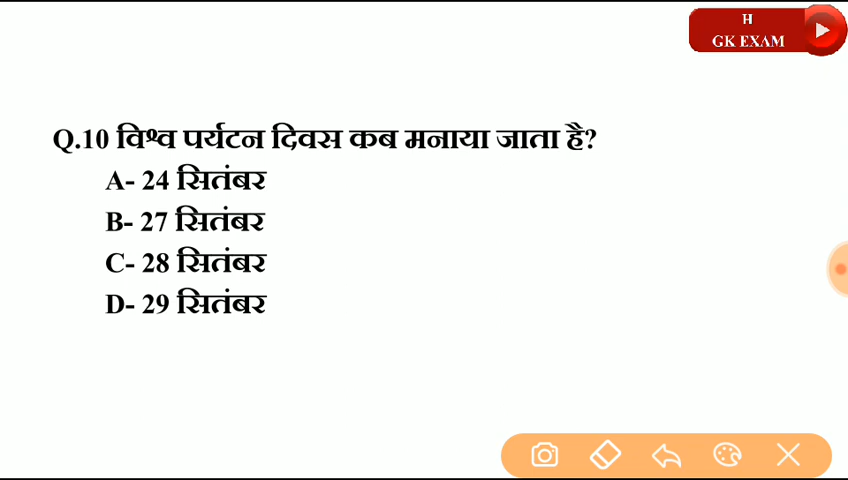 H
GK EXAM
Q.10 विश्व पर्यटन दिवस कब मनाया जाता है?
A- 24 सितंबर
B- 27 सितंबर
C- 28 सितंबर
D- 29 सितंबर